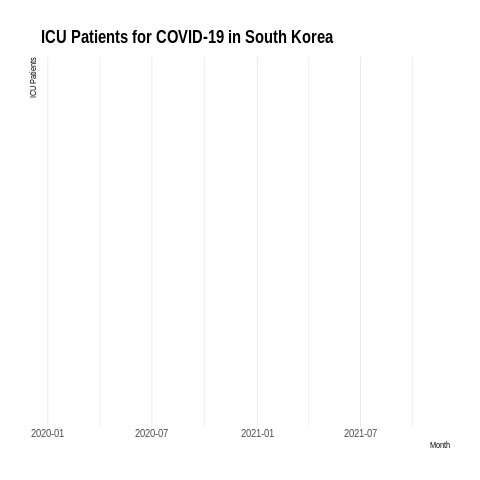 ICU Patients for COVID-19 in South Korea
ICU Patients
2020-01
2020-07
2021-01
2021-07
Month